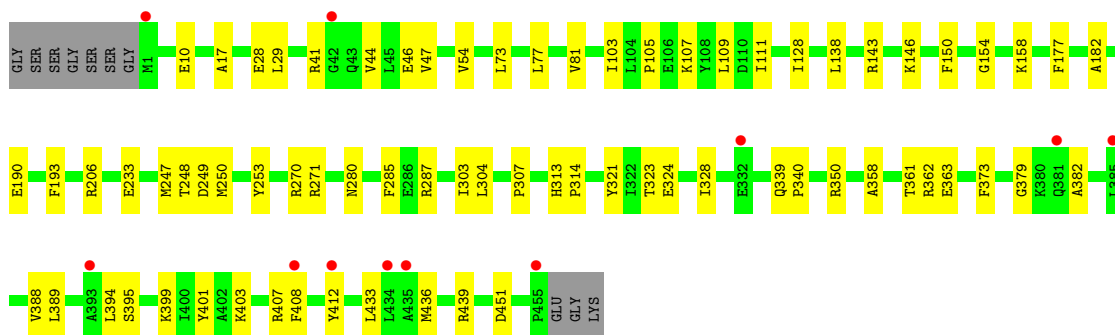 GLY SER SER GLY SER SER GLY M1 E10 A17 E28 L29 R41 G42 Q43 V44 L45 E46 V47 V54 L73 L77 V81 I103 L104 P105 E106 K107 Y108 L109 D110 I111 I128 L138 R143 K146 F150 G154 K158 F177 A182
E190 F193 R206 E233 M247 T248 D249 M250 Y253 R270 R271 N280 F285 E286 R287 I303 L304 P307 H313 P314 Y321 I322 T323 E324 I328 E332 Q339 P340 R350 A358 T361 R362 E363 F373 G379 K380 Q381 A382 L385
V388 L389 A393 L394 S395 K399 I400 Y401 A402 K403 R407 F408 Y412 L433 L434 A435 M436 R439 D451 P455 GLU GLY LYS